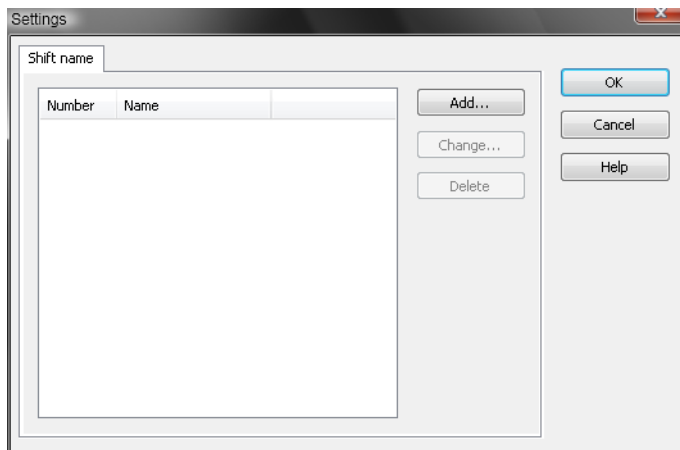 Settings
Shift name
Number Name
Add...
Change...
Delete
OK
Cancel
Help